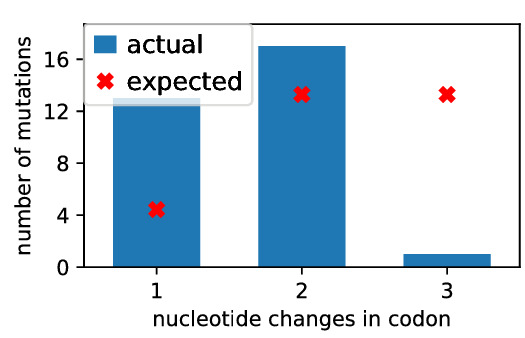 actual
expected
number of mutations
16
12
8
4
0
1 2 3
nucleotide changes in codon